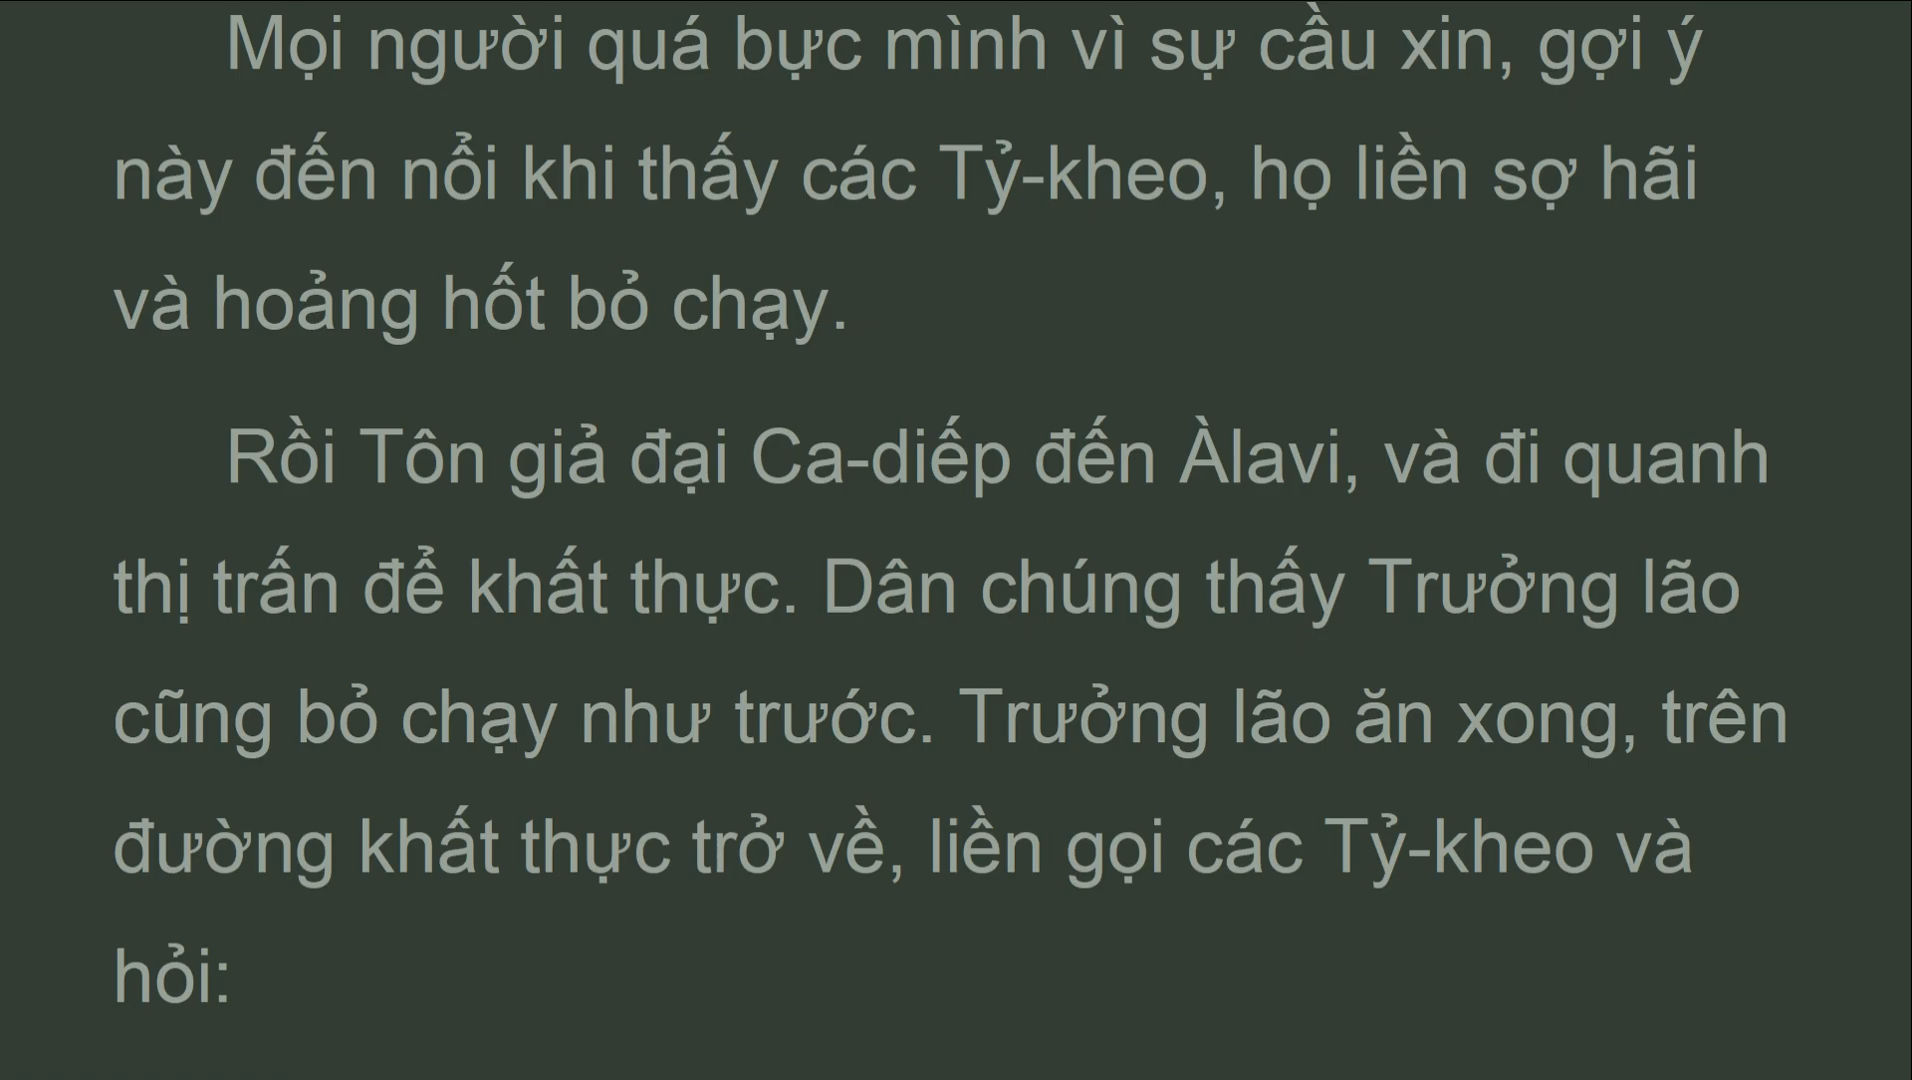 Mọi người quá bực mình vì sự cầu xin, gợi ý
này đến nổi khi thấy các Tỷ-kheo, họ liền sợ hãi
và hoảng hốt bỏ chạy.
Rồi Tôn giả đại Ca-diếp đến Àlavi, và đi quanh
thị trấn để khất thực. Dân chúng thấy Trưởng lão
cũng bỏ chạy như trước. Trưởng lão ăn xong, trên
đường khất thực trở về, liền gọi các Tỷ-kheo và
hỏi: